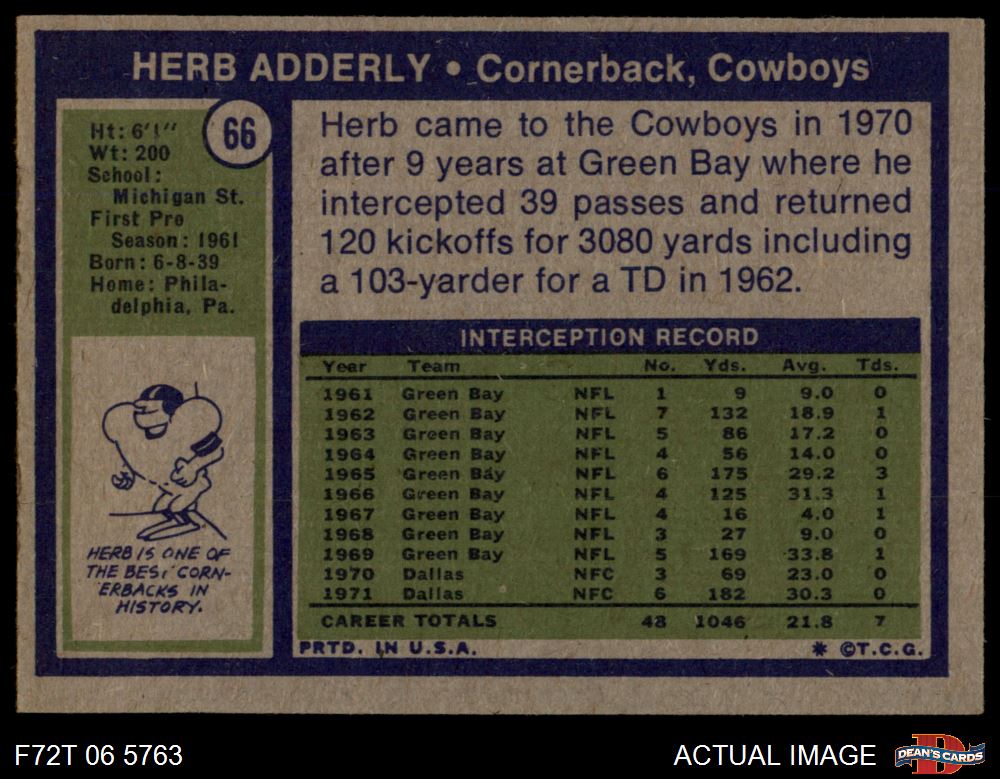 HERB ADDERLY • Cornerback, Cowboys
66
Ht: 6'1"
Wt: 200
School:
Michigan St.
First Pro
Season: 1961
Born: 6-8-39
Home: Phila-
delphia, Pa.
HERB IS ONE OF
THE BEST CORN-
ERBACKS IN
HISTORY.
Herb came to the Cowboys in 1970
after 9 years at Green Bay where he
intercepted 39 passes and returned
120 kickoffs for 3080 yards including
a 103-yarder for a TD in 1962.
INTERCEPTION RECORD
Year Team No. Yds. Avg. Tds.
1961 Green Bay NFL 1 9 9.0 0
1962 Green Bay NFL 7 132 18.9 1
1963 Green Bay NFL 5 86 17.2 0
1964 Green Bay NFL 4 56 14.0 0
1965 Green Bay NFL 6 175 29.2 3
1966 Green Bay NFL 4 125 31.3 1
1967 Green Bay NFL 4 16 4.0 1
1968 Green Bay NFL 3 27 9.0 0
1969 Green Bay NFL 5 169 33.8 1
1970 Dallas NFC 3 69 23.0 0
1971 Dallas NFC 6 182 30.3 0
CAREER TOTALS 48 1046 21.8 7
PRTD. IN U.S.A. * ©T.C.G.
F72T 06 5763
ACTUAL IMAGE
D
DEAN'S CARDS